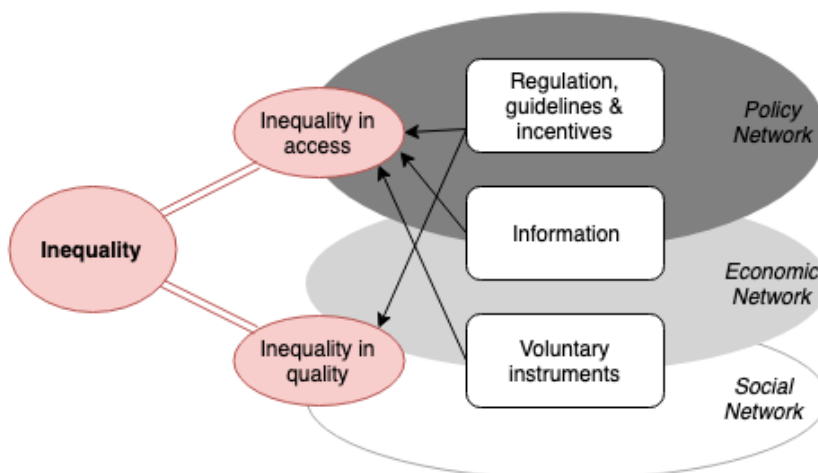 Regulation,
guidelines &
incentives
Policy
Network
Inequality in
access
Inequality
Information
Economic
Network
Inequality in
quality
Voluntary
instruments
Social
Network